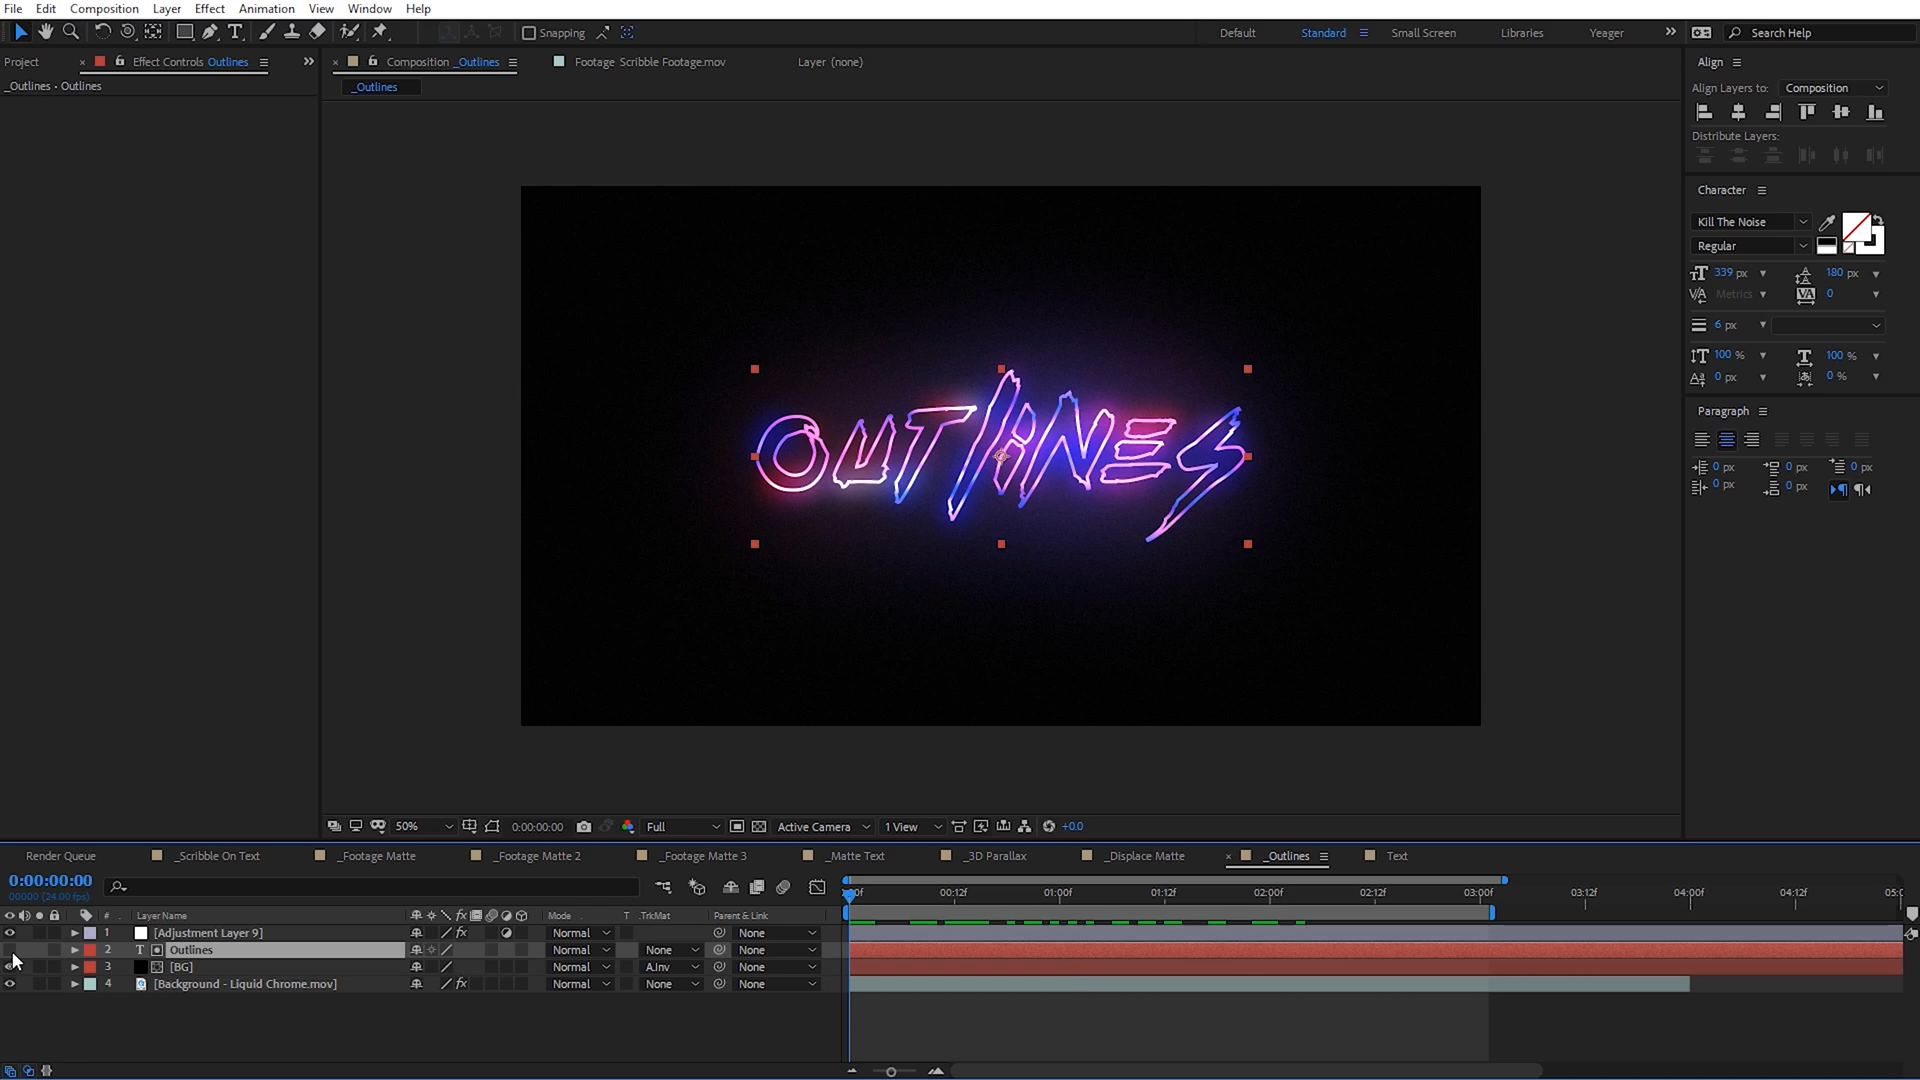 File Edit Composition Layer Effect Animation View Window Help
Snapping Default Standard Small Screen Libraries Yeager Search Help
Project Effect Controls Outlines Composition _Outlines Footage Scribble Footage.mov Layer (none)
_Outlines • Outlines
_Outlines
Align
Align Layers to: Composition
Distribute Layers:
Character
Kill The Noise
Regular
339 px 180 px
Metrics 0
6 px
100 % 100 %
0 px 0 %
Paragraph
0 px 0 px 0 px
0 px 0 px
OUTLINES
50% 0:00:00:00 Full Active Camera 1 View +0.0
Render Queue _Scribble On Text _Footage Matte _Footage Matte 2 _Footage Matte 3 _Matte Text _3D Parallax _Displace Matte _Outlines Text
0:00:00:00
00000 (24.00 fps)
00:12f 01:00f 01:12f 02:00f 02:12f 03:00f 03:12f 04:00f 04:12f
# Layer Name Mode T .TrkMat Parent & Link
1 [Adjustment Layer 9] fx Normal None
2 T Outlines Normal None None
3 [BG] Normal A.Inv None
4 [Background - Liquid Chrome.mov] fx Normal None None